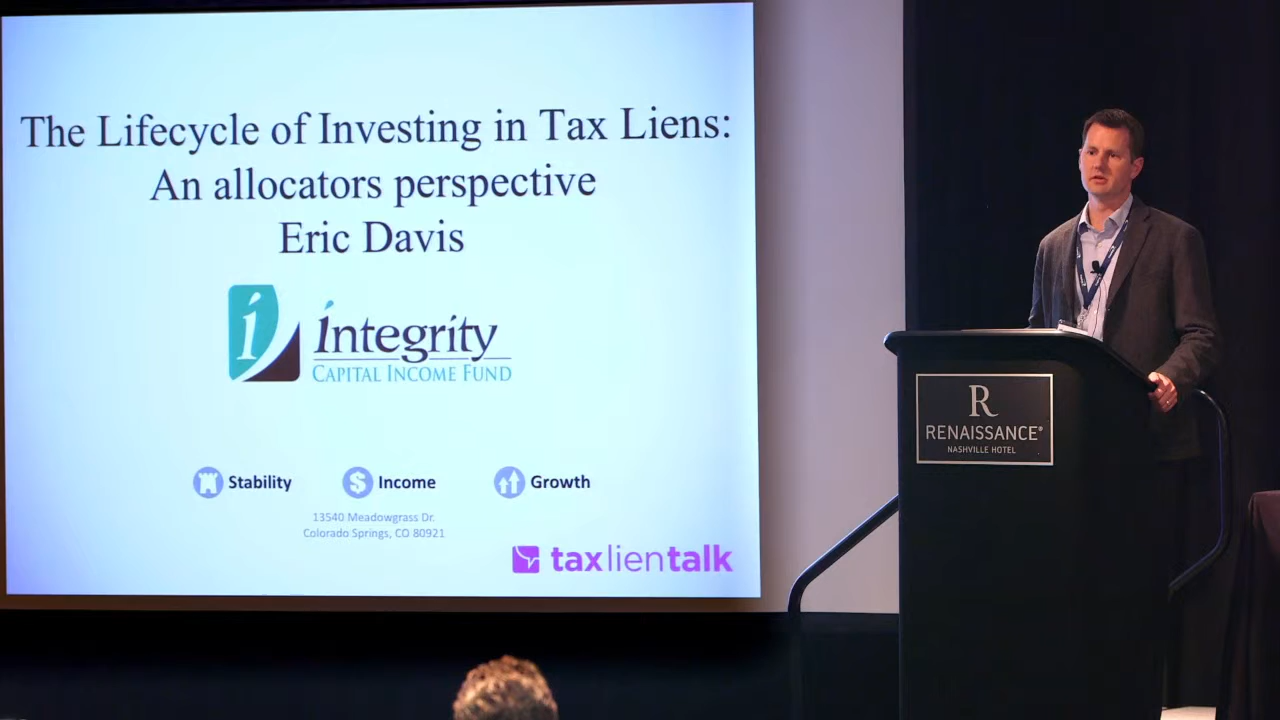 The Lifecycle of Investing in Tax Liens:
An allocators perspective
Eric Davis
i
integrity
CAPITAL INCOME FUND
Stability
$
Income
Growth
13540 Meadowgrass Dr.
Colorado Springs, CO 80921
taxlientalk
R
RENAISSANCE®
NASHVILLE HOTEL